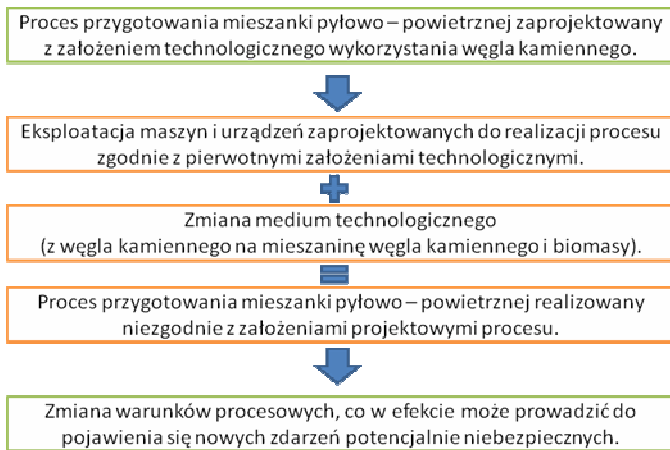 Proces przygotowania mieszanki pyłowo – powietrznej zaprojektowany
z założeniem technologicznego wykorzystania węgla kamiennego.
Eksploatacja maszyn i urządzeń zaprojektowanych do realizacji procesu
zgodnie z pierwotnymi założeniami technologicznymi.
Zmiana medium technologicznego
(z węgla kamiennego na mieszaninę węgla kamiennego i biomasy).
Proces przygotowania mieszanki pyłowo – powietrznej realizowany
niezgodnie z założeniami projektowymi procesu.
Zmiana warunków procesowych, co w efekcie może prowadzić do
pojawienia się nowych zdarzeń potencjalnie niebezpiecznych.